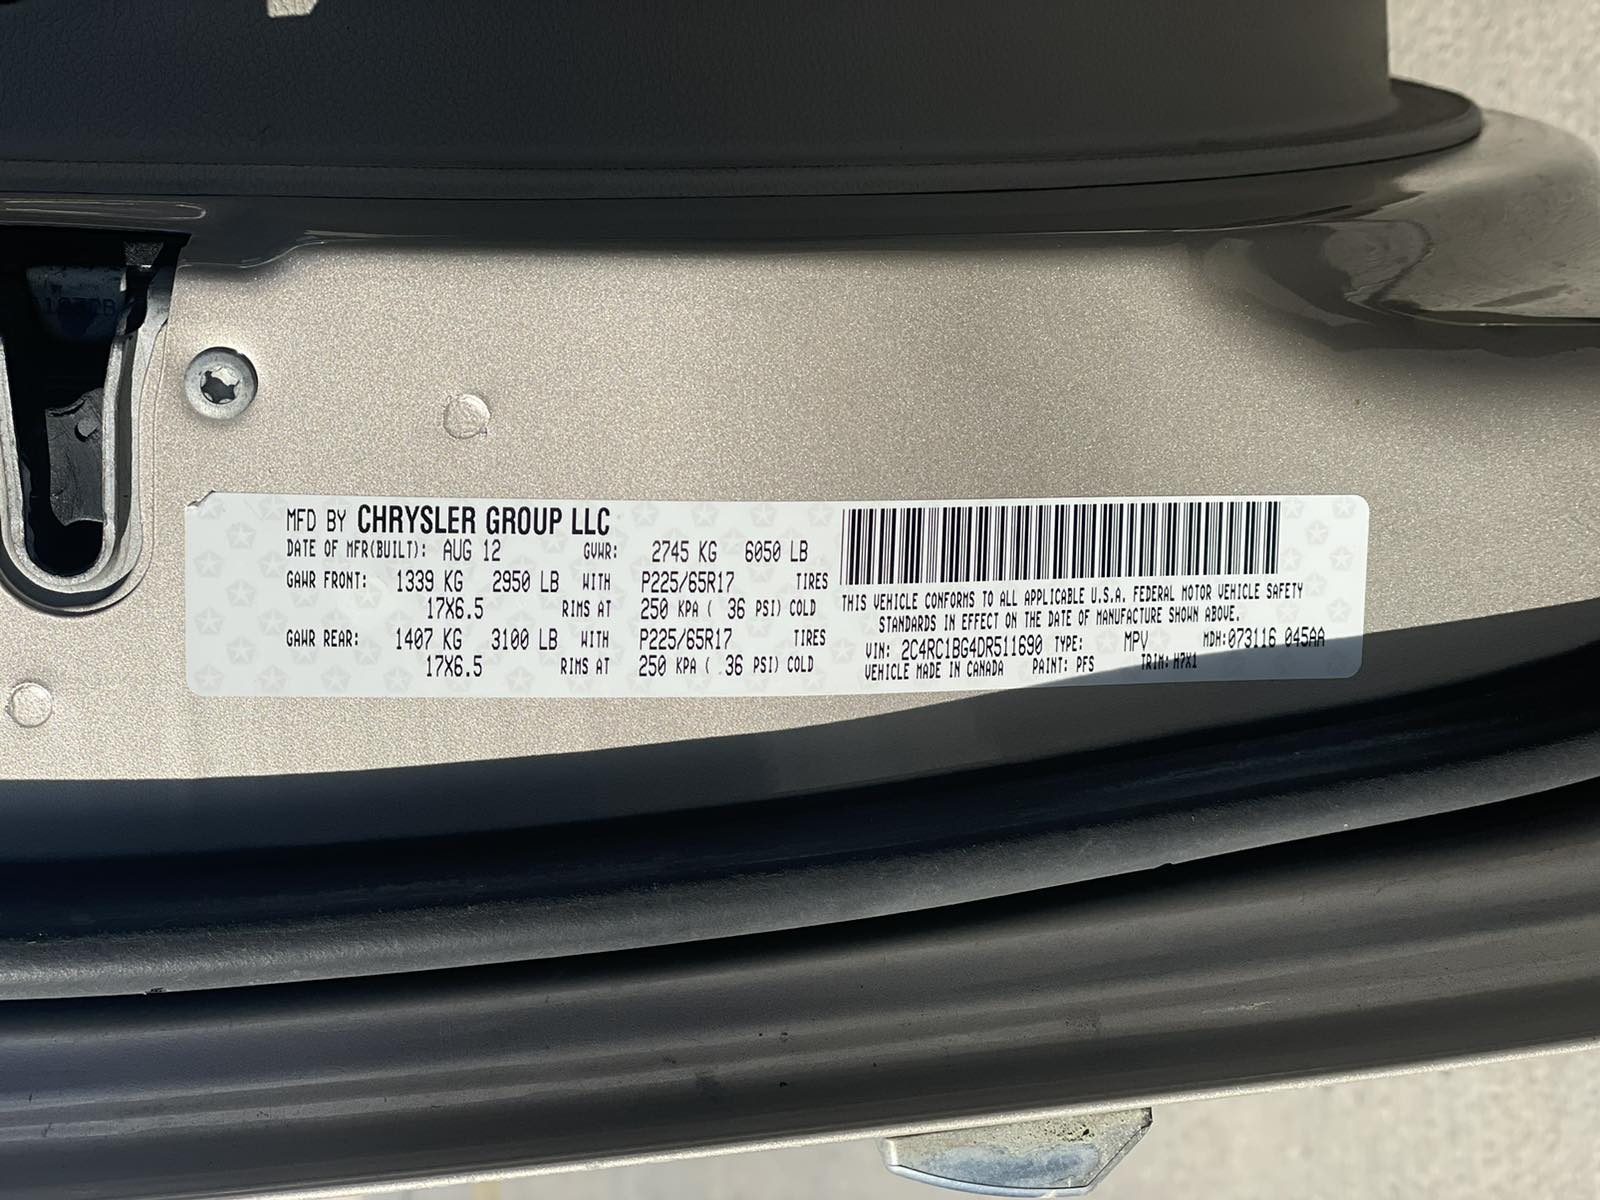 MFD BY CHRYSLER GROUP LLC
DATE OF MFR(BUILT): AUG 12 GVWR: 2745 KG 6050 LB
GAWR FRONT: 1339 KG 2950 LB WITH P225/65R17 TIRES
17X6.5 RIMS AT 250 KPA ( 36 PSI) COLD
GAWR REAR: 1407 KG 3100 LB WITH P225/65R17 TIRES
17X6.5 RIMS AT 250 KPA ( 36 PSI) COLD
THIS VEHICLE CONFORMS TO ALL APPLICABLE U.S.A. FEDERAL MOTOR VEHICLE SAFETY
STANDARDS IN EFFECT ON THE DATE OF MANUFACTURE SHOWN ABOVE.
VIN: 2C4RC1BG4DR511690 TYPE: MPV MDH:073116 045AA
VEHICLE MADE IN CANADA PAINT: PFS TRIM: H7X1